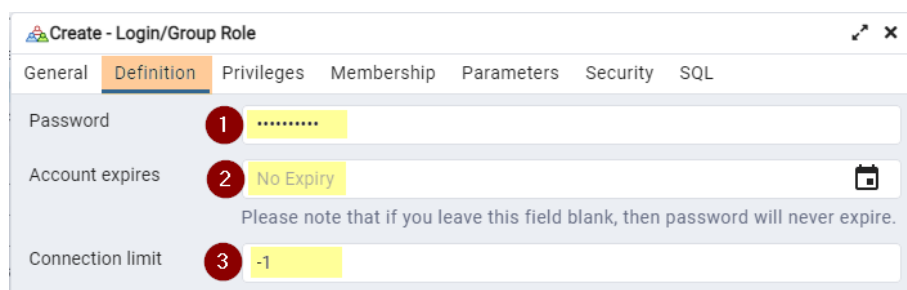 Create - Login/Group Role
General Definition Privileges Membership Parameters Security SQL
Password 1 ••••••••••
Account expires 2 No Expiry
Please note that if you leave this field blank, then password will never expire.
Connection limit 3 -1